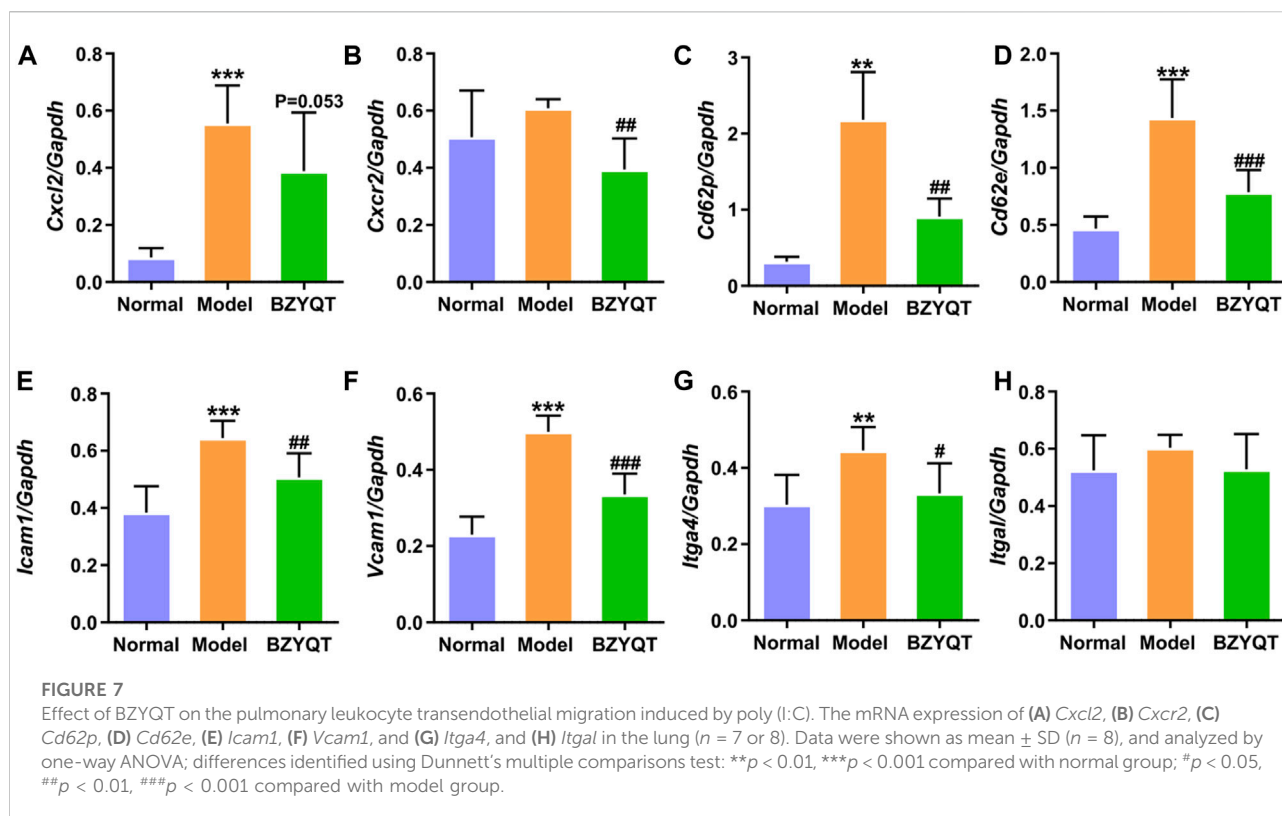 A
Cxcl2/Gapdh
0.8
0.6
0.4
0.2
0.0
***
P=0.053
Normal Model BZYQT
B
Cxcr2/Gapdh
0.8
0.6
0.4
0.2
0.0
##
Normal Model BZYQT
C
Cd62p/Gapdh
3
2
1
0
**
##
Normal Model BZYQT
D
Cd62e/Gapdh
2.0
1.5
1.0
0.5
0.0
***
###
Normal Model BZYQT
E
Icam1/Gapdh
0.8
0.6
0.4
0.2
0.0
***
##
Normal Model BZYQT
F
Vcam1/Gapdh
0.6
0.4
0.2
0.0
***
###
Normal Model BZYQT
G
Itga4/Gapdh
0.6
0.4
0.2
0.0
**
#
Normal Model BZYQT
H
Itgal/Gapdh
0.8
0.6
0.4
0.2
0.0
Normal Model BZYQT
FIGURE 7
Effect of BZYQT on the pulmonary leukocyte transendothelial migration induced by poly (I:C). The mRNA expression of (A) Cxcl2, (B) Cxcr2, (C)
Cd62p, (D) Cd62e, (E) Icam1, (F) Vcam1, and (G) Itga4, and (H) Itgal in the lung (n = 7 or 8). Data were shown as mean ± SD (n = 8), and analyzed by
one-way ANOVA; differences identified using Dunnett's multiple comparisons test: **p < 0.01, ***p < 0.001 compared with normal group; #p < 0.05,
##p < 0.01, ###p < 0.001 compared with model group.